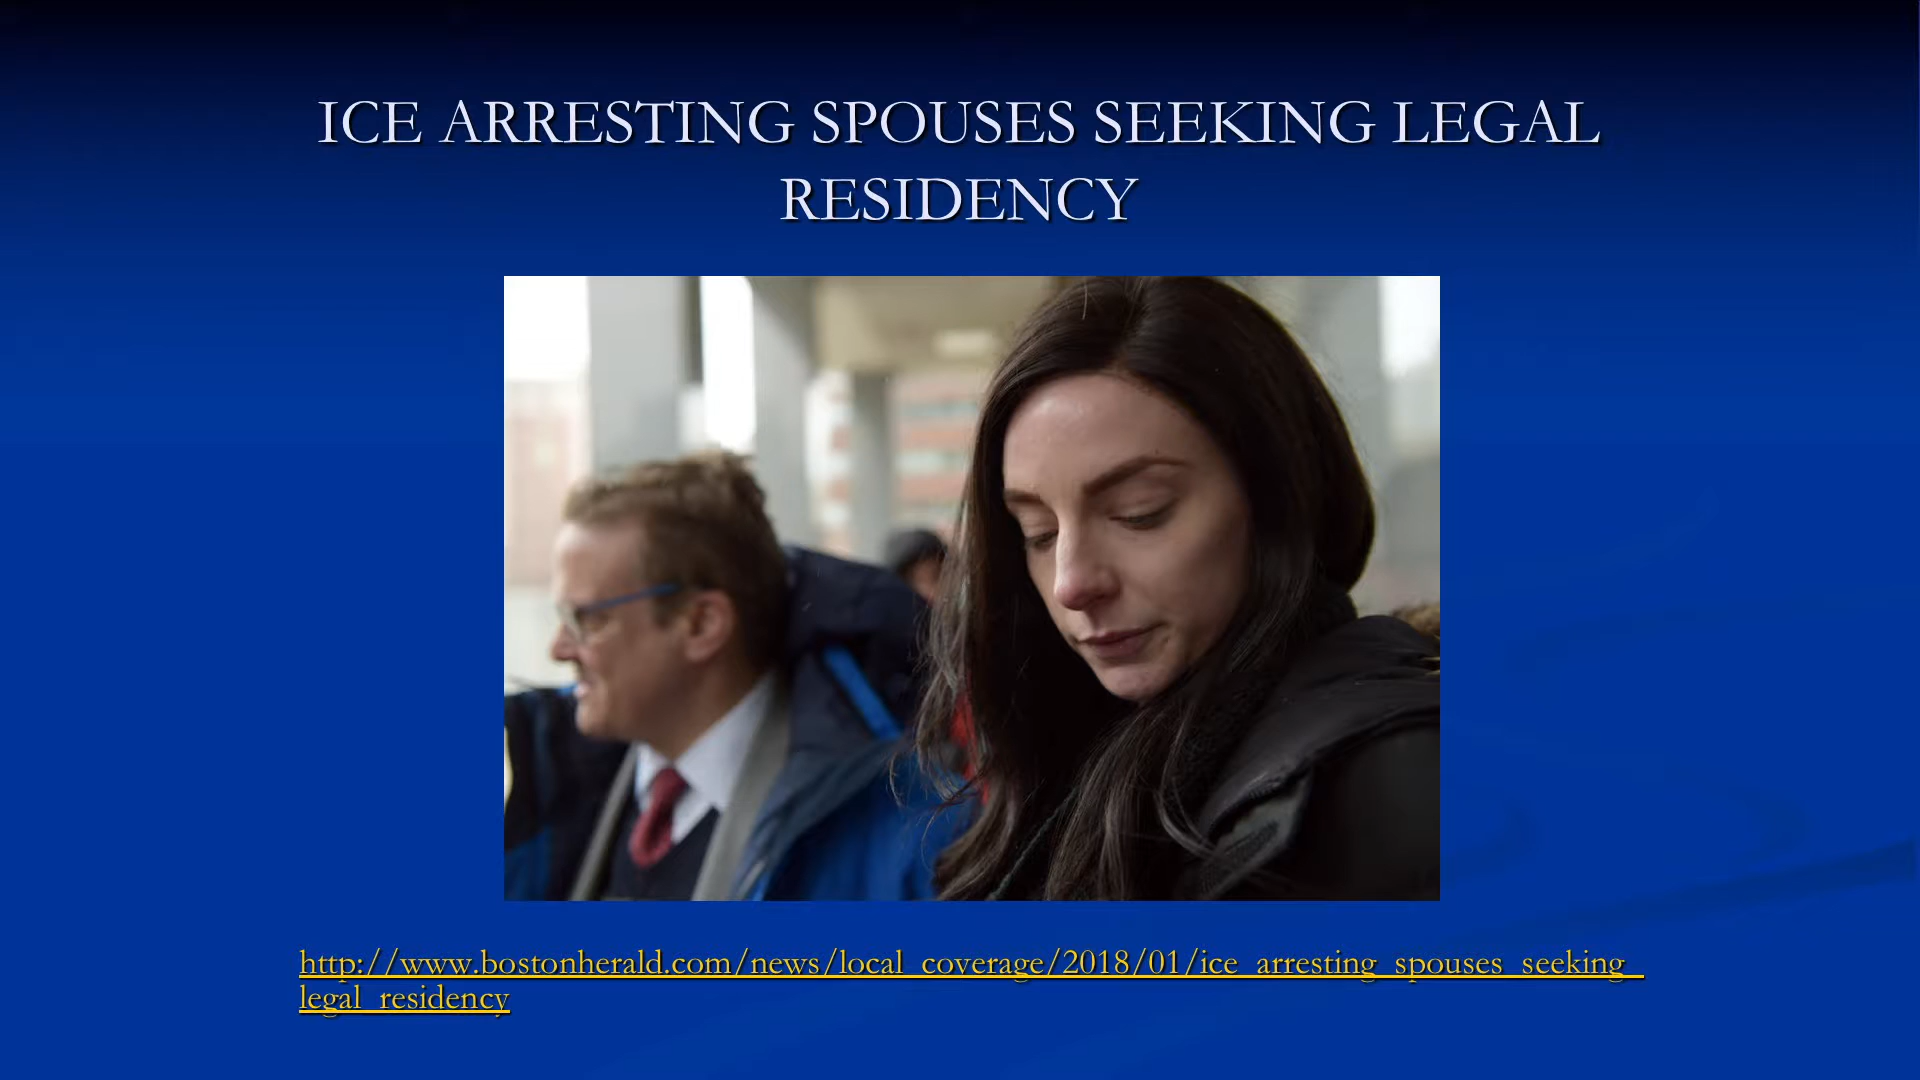 ICE ARRESTING SPOUSES SEEKING LEGAL
RESIDENCY
http://www.bostonherald.com/news/local_coverage/2018/01/ice_arresting_spouses_seeking_
legal_residency